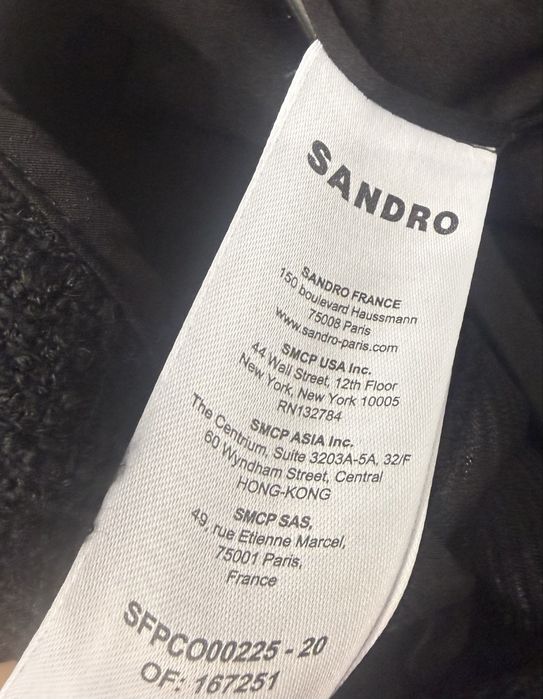 SANDRO
SANDRO FRANCE
150 boulevard Haussmann
75008 Paris
www.sandro-paris.com
SMCP USA Inc.
44 Wall Street, 12th Floor
New York, New York 10005
RN132784
SMCP ASIA Inc.
The Centrium, Suite 3203A-5A, 32/F
60 Wyndham Street, Central
HONG-KONG
SMCP SAS,
49, rue Etienne Marcel,
75001 Paris,
France
SFPCO00225 - 20
OF: 167251